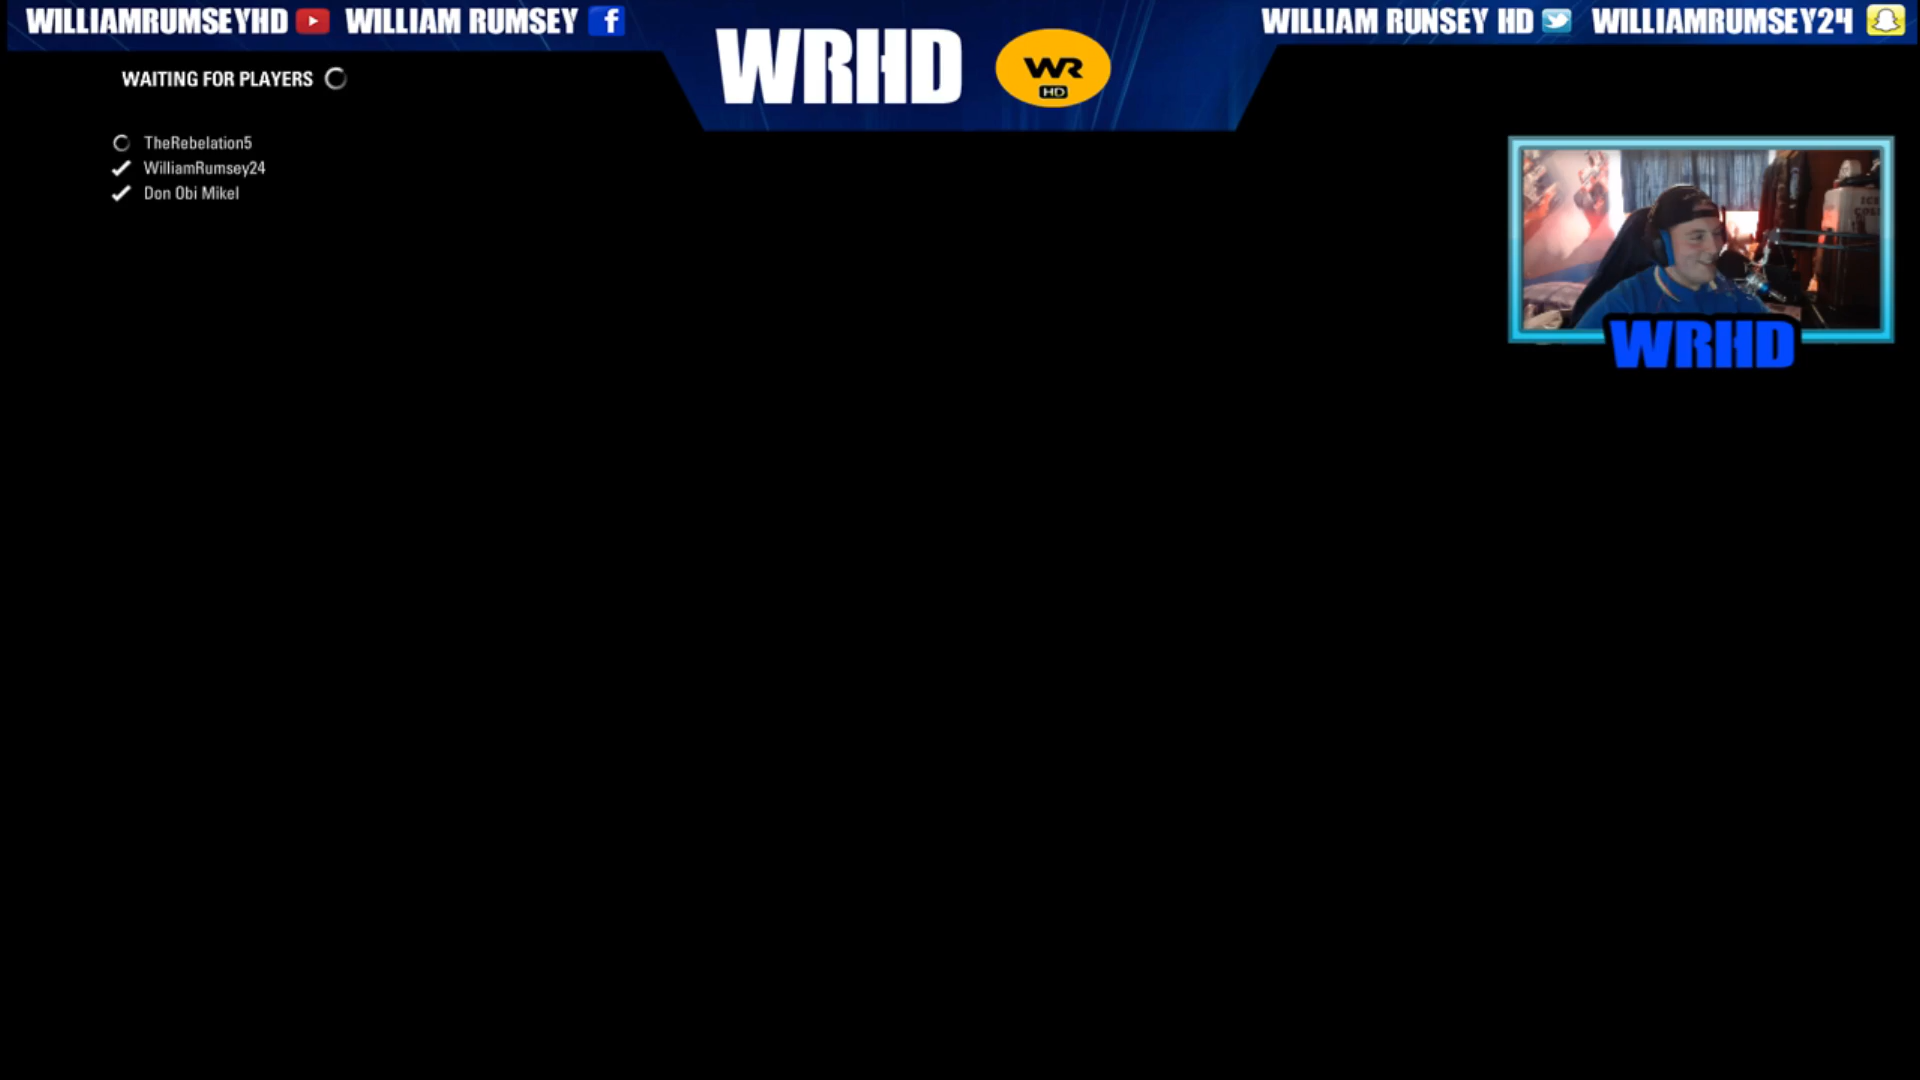 WILLIAMRUMSEYHD WILLIAM RUMSEY f WILLIAM RUNSEY HD WILLIAMRUMSEY24
WRHD WR
HD
WAITING FOR PLAYERS
TheRebelation5
WilliamRumsey24
Don Obi Mikel
ICE
WRHD